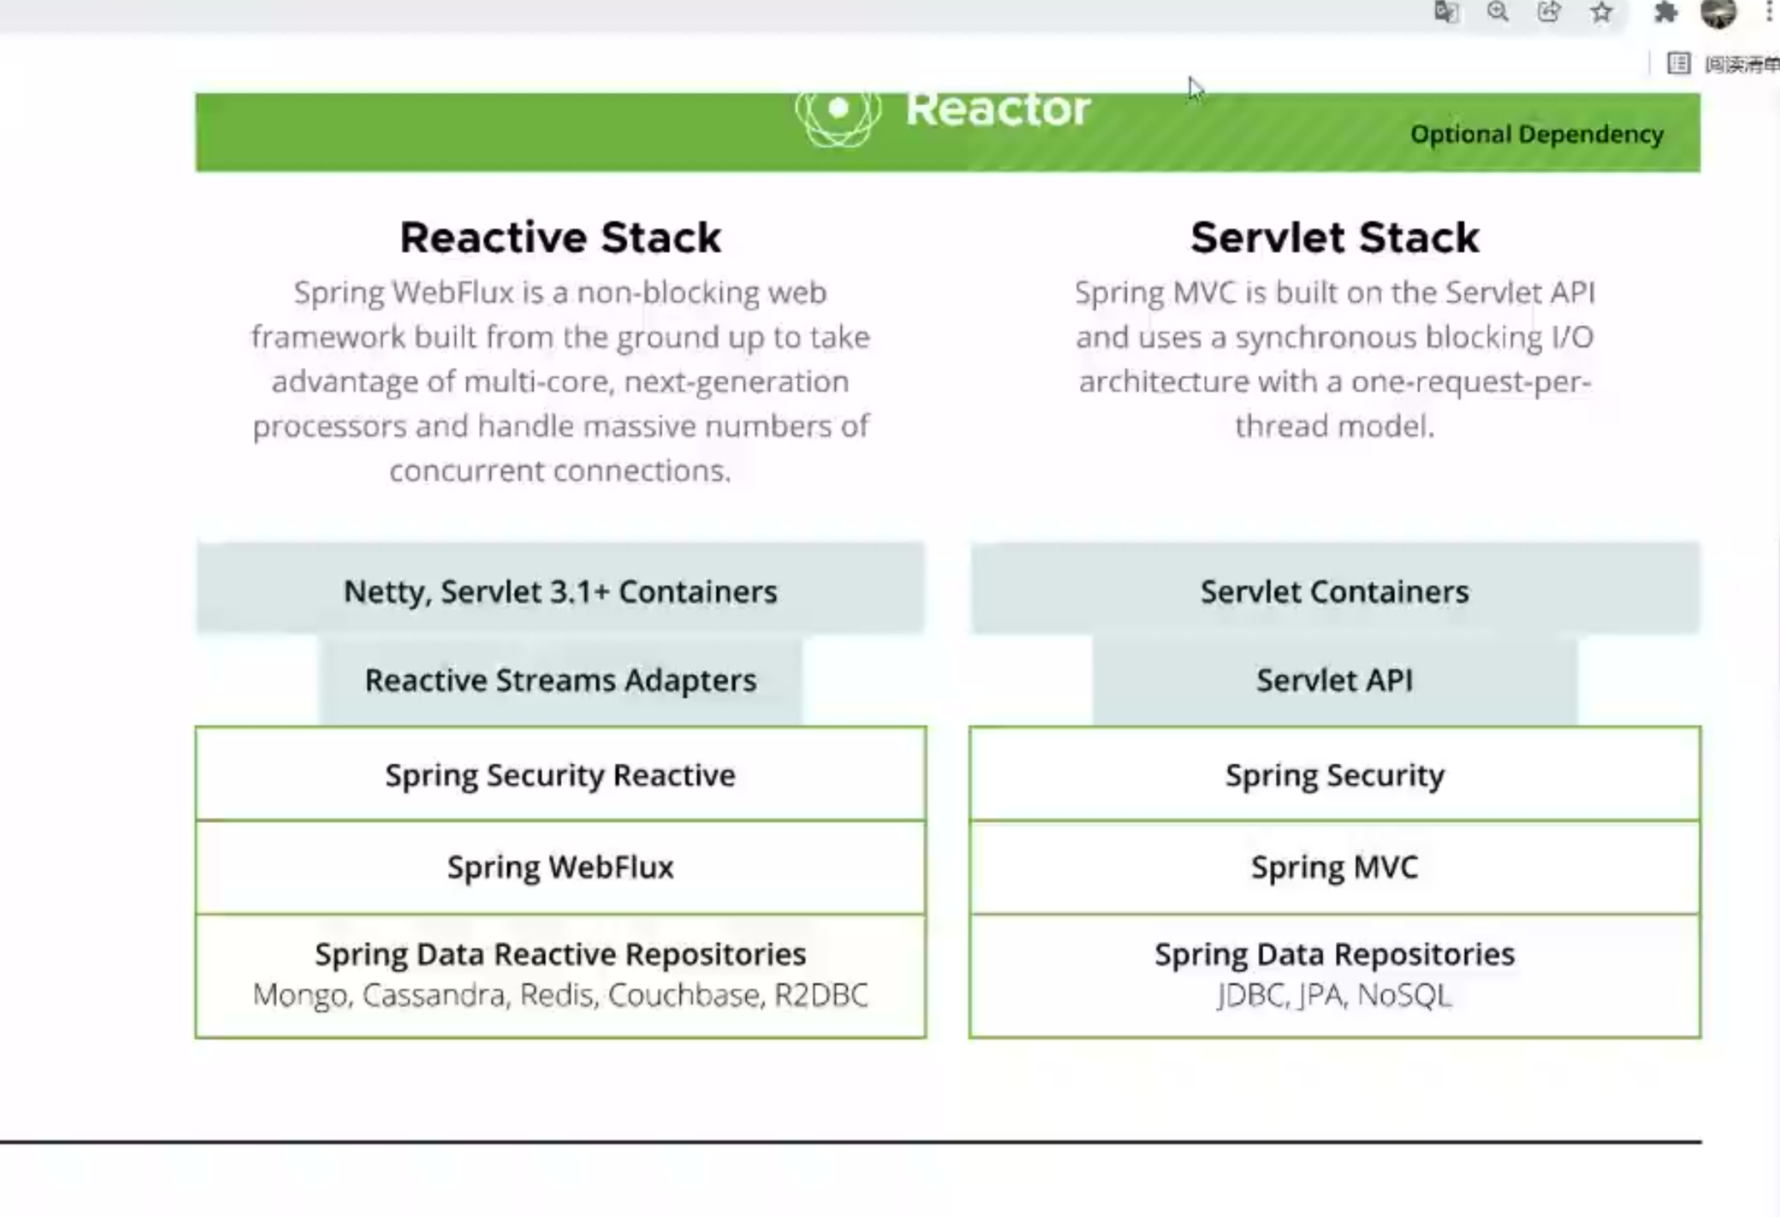 阅读清单
Reactor
Optional Dependency
Reactive Stack
Spring WebFlux is a non-blocking web
framework built from the ground up to take
advantage of multi-core, next-generation
processors and handle massive numbers of
concurrent connections.
Servlet Stack
Spring MVC is built on the Servlet API
and uses a synchronous blocking I/O
architecture with a one-request-per-
thread model.
Netty, Servlet 3.1+ Containers
Reactive Streams Adapters
Spring Security Reactive
Spring WebFlux
Spring Data Reactive Repositories
Mongo, Cassandra, Redis, Couchbase, R2DBC
Servlet Containers
Servlet API
Spring Security
Spring MVC
Spring Data Repositories
JDBC, JPA, NoSQL